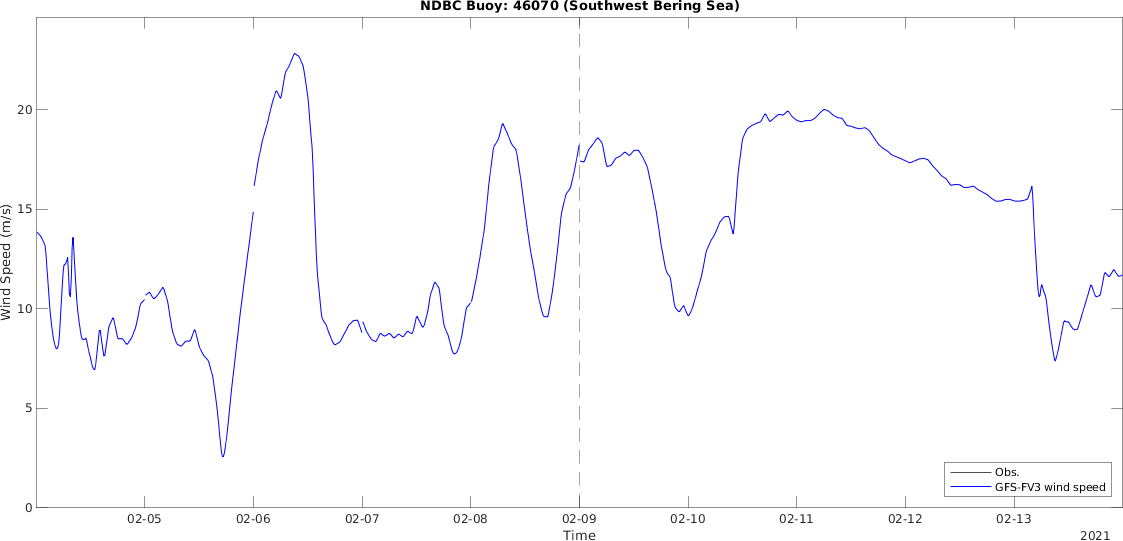 NDBC Buoy: 46070 (Southwest Bering Sea)
Wind Speed (m/s)
20
15
10
5
0
02-05 02-06 02-07 02-08 02-09 02-10 02-11 02-12 02-13
Time
2021
Obs.
GFS-FV3 wind speed